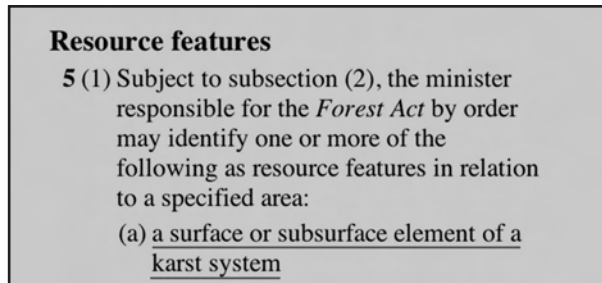 Resource features
5 (1) Subject to subsection (2), the minister
responsible for the Forest Act by order
may identify one or more of the
following as resource features in relation
to a specified area:
(a) a surface or subsurface element of a
karst system